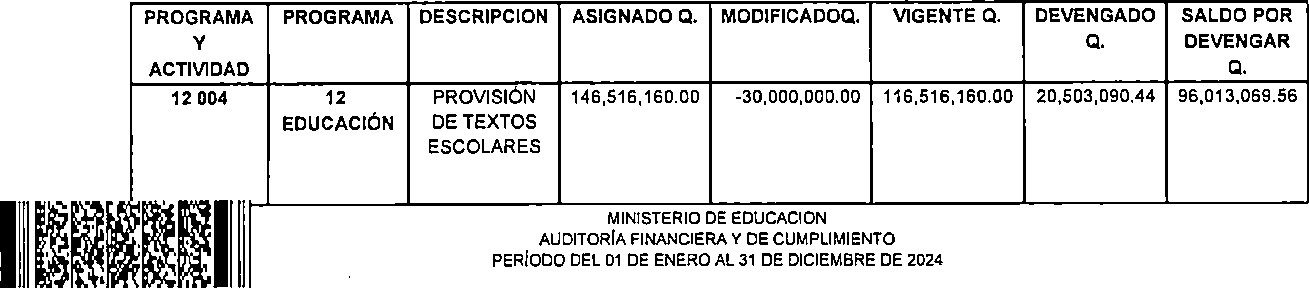 PROGRAMA Y ACTIVIDAD PROGRAMA DESCRIPCION ASIGNADO Q. MODIFICADOQ. VIGENTE Q. DEVENGADO Q. SALDO POR DEVENGAR Q.
12 004 12 EDUCACIÓN PROVISIÓN DE TEXTOS ESCOLARES 146,516,160.00 -30,000,000.00 116,516,160.00 20,503,090.44 96,013,069.56
MINISTERIO DE EDUCACION
AUDITORÍA FINANCIERA Y DE CUMPLIMIENTO
PERÍODO DEL 01 DE ENERO AL 31 DE DICIEMBRE DE 2024